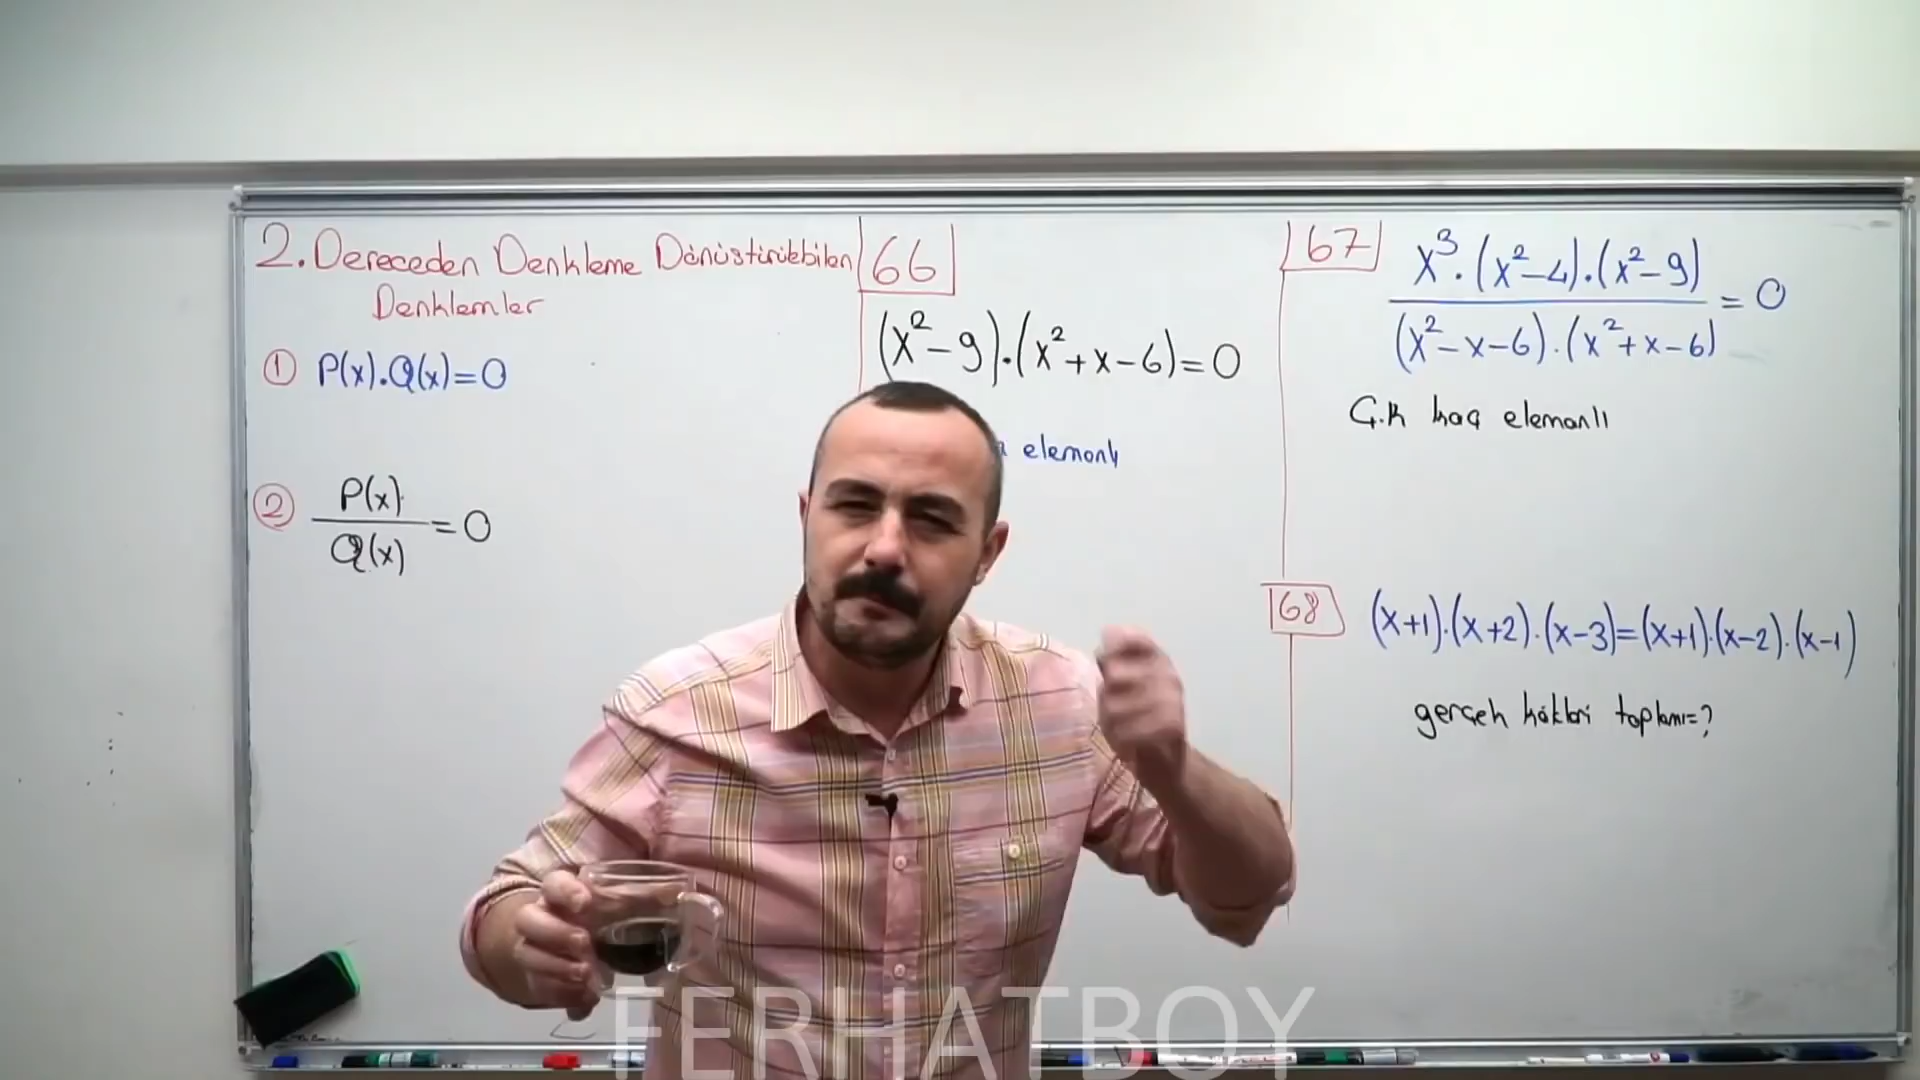 2. Dereceden Denkleme Dönüştürülebilen
Denklemler
① P(x).Q(x)=0
② P(x)/Q(x) = 0
66
(x²-9).(x²+x-6)=0
elemanlı
67
x³.(x²-4).(x²-9)/(x²-x-6).(x²+x-6) = 0
Ç.K kaç elemanlı
68
(x+1).(x+2).(x-3)=(x+1).(x-2).(x-1)
gerçek kökleri toplamı=?
FERHATBOY